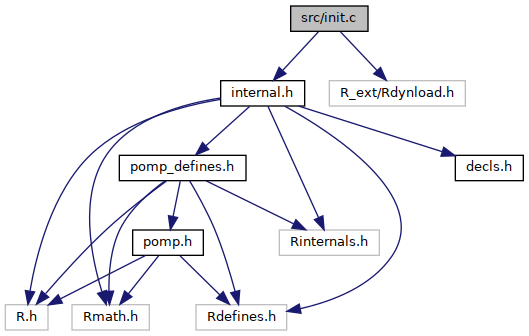 src/init.c
internal.h
R_ext/Rdynload.h
pomp_defines.h
decls.h
pomp.h
Rinternals.h
R.h
Rmath.h
Rdefines.h